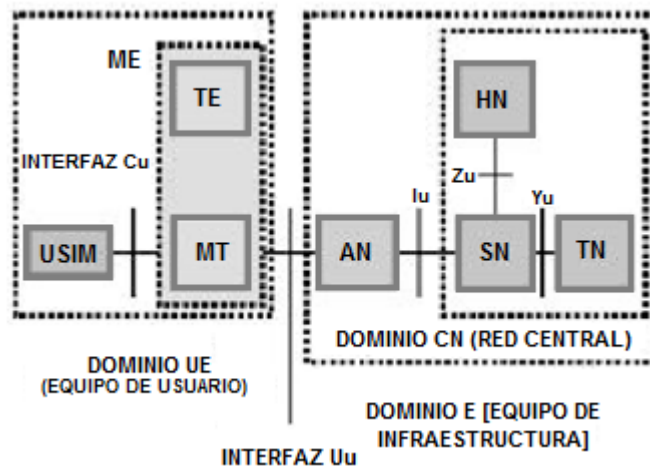 ME
TE
HN
INTERFAZ Cu
Zu
Iu
Yu
USIM
MT
AN
SN
TN
DOMINIO CN (RED CENTRAL)
DOMINIO UE
(EQUIPO DE USUARIO)
DOMINIO E [EQUIPO DE
INFRAESTRUCTURA]
INTERFAZ Uu